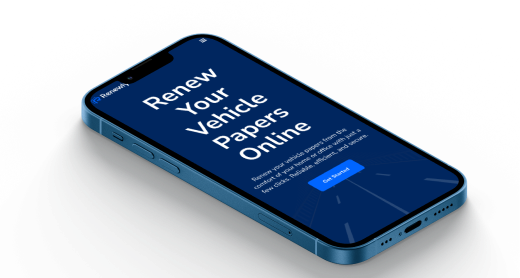 Renewly
Renew
Your
Vehicle
Papers
Online
Renew your vehicle papers from the
comfort of your home or office with just a
few clicks. Reliable, efficient, and secure.
Get Started